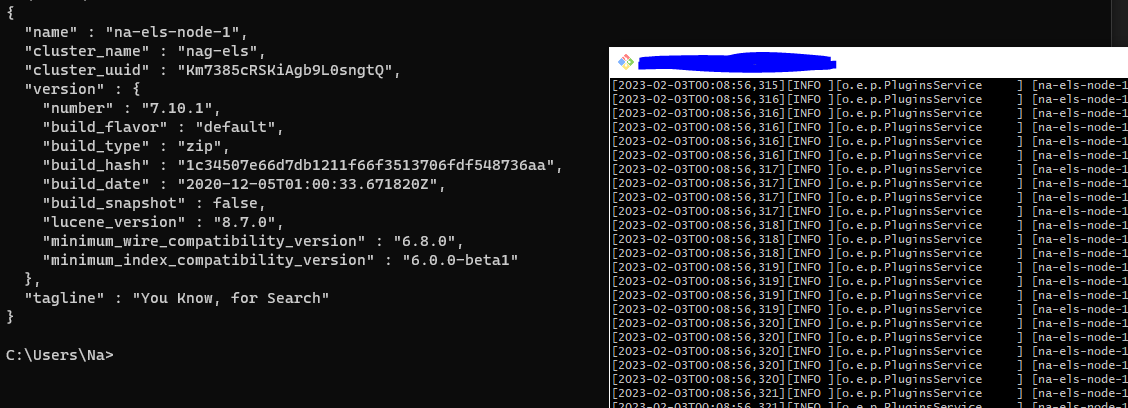 {
  "name" : "na-els-node-1",
  "cluster_name" : "nag-els",
  "cluster_uuid" : "Km7385cRSKiAgb9L0sngtQ",
  "version" : {
    "number" : "7.10.1",
    "build_flavor" : "default",
    "build_type" : "zip",
    "build_hash" : "1c34507e66d7db1211f66f3513706fdf548736aa",
    "build_date" : "2020-12-05T01:00:33.671820Z",
    "build_snapshot" : false,
    "lucene_version" : "8.7.0",
    "minimum_wire_compatibility_version" : "6.8.0",
    "minimum_index_compatibility_version" : "6.0.0-beta1"
  },
  "tagline" : "You Know, for Search"
}
C:\Users\Na>
[2023-02-03T00:08:56,315][INFO ][o.e.p.PluginsService     ] [na-els-node-1
[2023-02-03T00:08:56,316][INFO ][o.e.p.PluginsService     ] [na-els-node-1
[2023-02-03T00:08:56,316][INFO ][o.e.p.PluginsService     ] [na-els-node-1
[2023-02-03T00:08:56,316][INFO ][o.e.p.PluginsService     ] [na-els-node-1
[2023-02-03T00:08:56,316][INFO ][o.e.p.PluginsService     ] [na-els-node-1
[2023-02-03T00:08:56,316][INFO ][o.e.p.PluginsService     ] [na-els-node-1
[2023-02-03T00:08:56,317][INFO ][o.e.p.PluginsService     ] [na-els-node-1
[2023-02-03T00:08:56,317][INFO ][o.e.p.PluginsService     ] [na-els-node-1
[2023-02-03T00:08:56,317][INFO ][o.e.p.PluginsService     ] [na-els-node-1
[2023-02-03T00:08:56,317][INFO ][o.e.p.PluginsService     ] [na-els-node-1
[2023-02-03T00:08:56,318][INFO ][o.e.p.PluginsService     ] [na-els-node-1
[2023-02-03T00:08:56,318][INFO ][o.e.p.PluginsService     ] [na-els-node-1
[2023-02-03T00:08:56,318][INFO ][o.e.p.PluginsService     ] [na-els-node-1
[2023-02-03T00:08:56,319][INFO ][o.e.p.PluginsService     ] [na-els-node-1
[2023-02-03T00:08:56,319][INFO ][o.e.p.PluginsService     ] [na-els-node-1
[2023-02-03T00:08:56,319][INFO ][o.e.p.PluginsService     ] [na-els-node-1
[2023-02-03T00:08:56,319][INFO ][o.e.p.PluginsService     ] [na-els-node-1
[2023-02-03T00:08:56,320][INFO ][o.e.p.PluginsService     ] [na-els-node-1
[2023-02-03T00:08:56,320][INFO ][o.e.p.PluginsService     ] [na-els-node-1
[2023-02-03T00:08:56,320][INFO ][o.e.p.PluginsService     ] [na-els-node-1
[2023-02-03T00:08:56,320][INFO ][o.e.p.PluginsService     ] [na-els-node-1
[2023-02-03T00:08:56,320][INFO ][o.e.p.PluginsService     ] [na-els-node-1
[2023-02-03T00:08:56,321][INFO ][o.e.p.PluginsService     ] [na-els-node-1
[2023-02-03T00:08:56,321][INFO ][o.e.p.PluginsService     ] [na-els-node-1